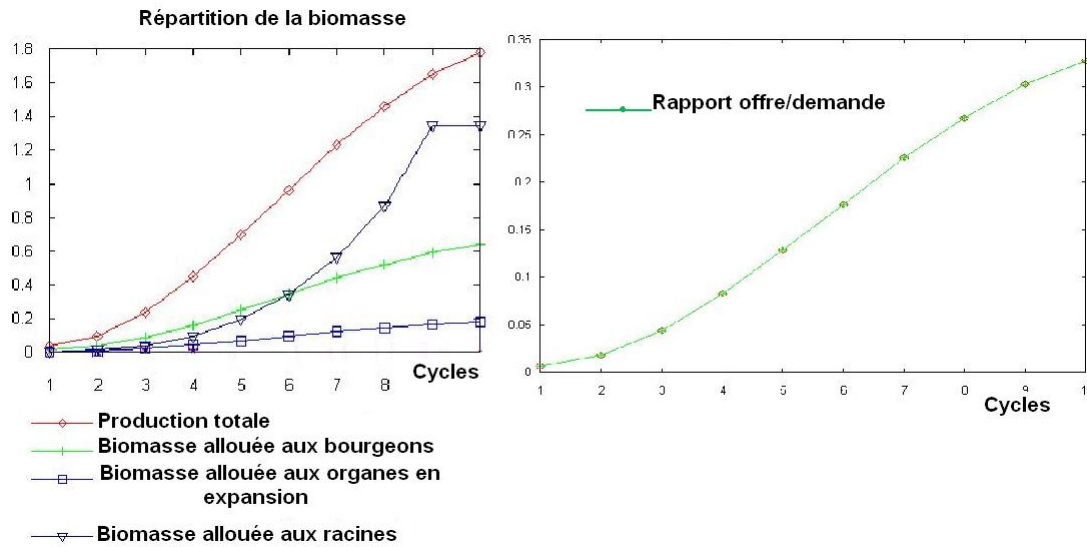 Répartition de la biomasse
1.8
1.6
1.4
1.2
1
0.8
0.6
0.4
0.2
0
1 2 3 4 5 6 7 8
Cycles
Production totale
Biomasse allouée aux bourgeons
Biomasse allouée aux organes en
expansion
Biomasse allouée aux racines
0.35
0.3
0.25
0.2
0.15
0.1
0.05
0
Rapport offre/demande
1 2 3 4 5 6 7 8 9 1
Cycles